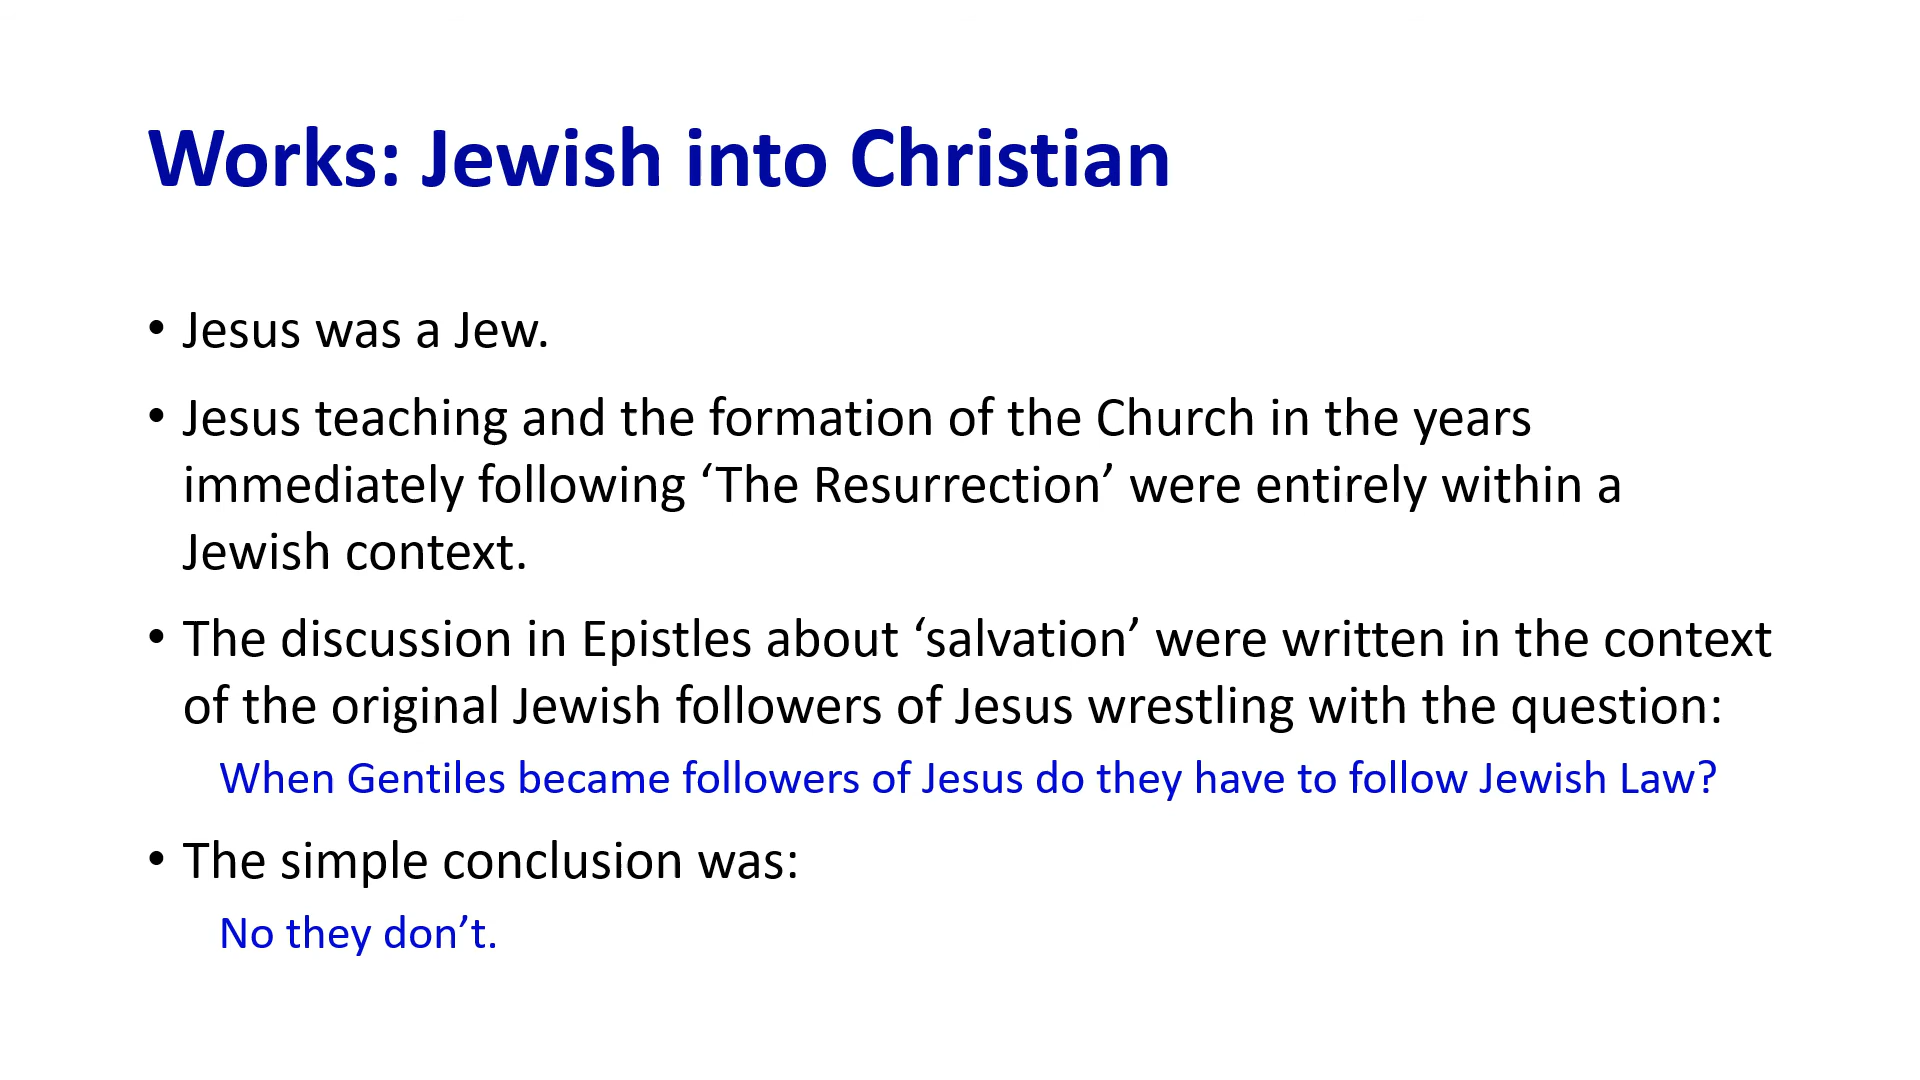 Works: Jewish into Christian
• Jesus was a Jew.
• Jesus teaching and the formation of the Church in the years
immediately following ‘The Resurrection’ were entirely within a
Jewish context.
• The discussion in Epistles about ‘salvation’ were written in the context
of the original Jewish followers of Jesus wrestling with the question:
When Gentiles became followers of Jesus do they have to follow Jewish Law?
• The simple conclusion was:
No they don’t.